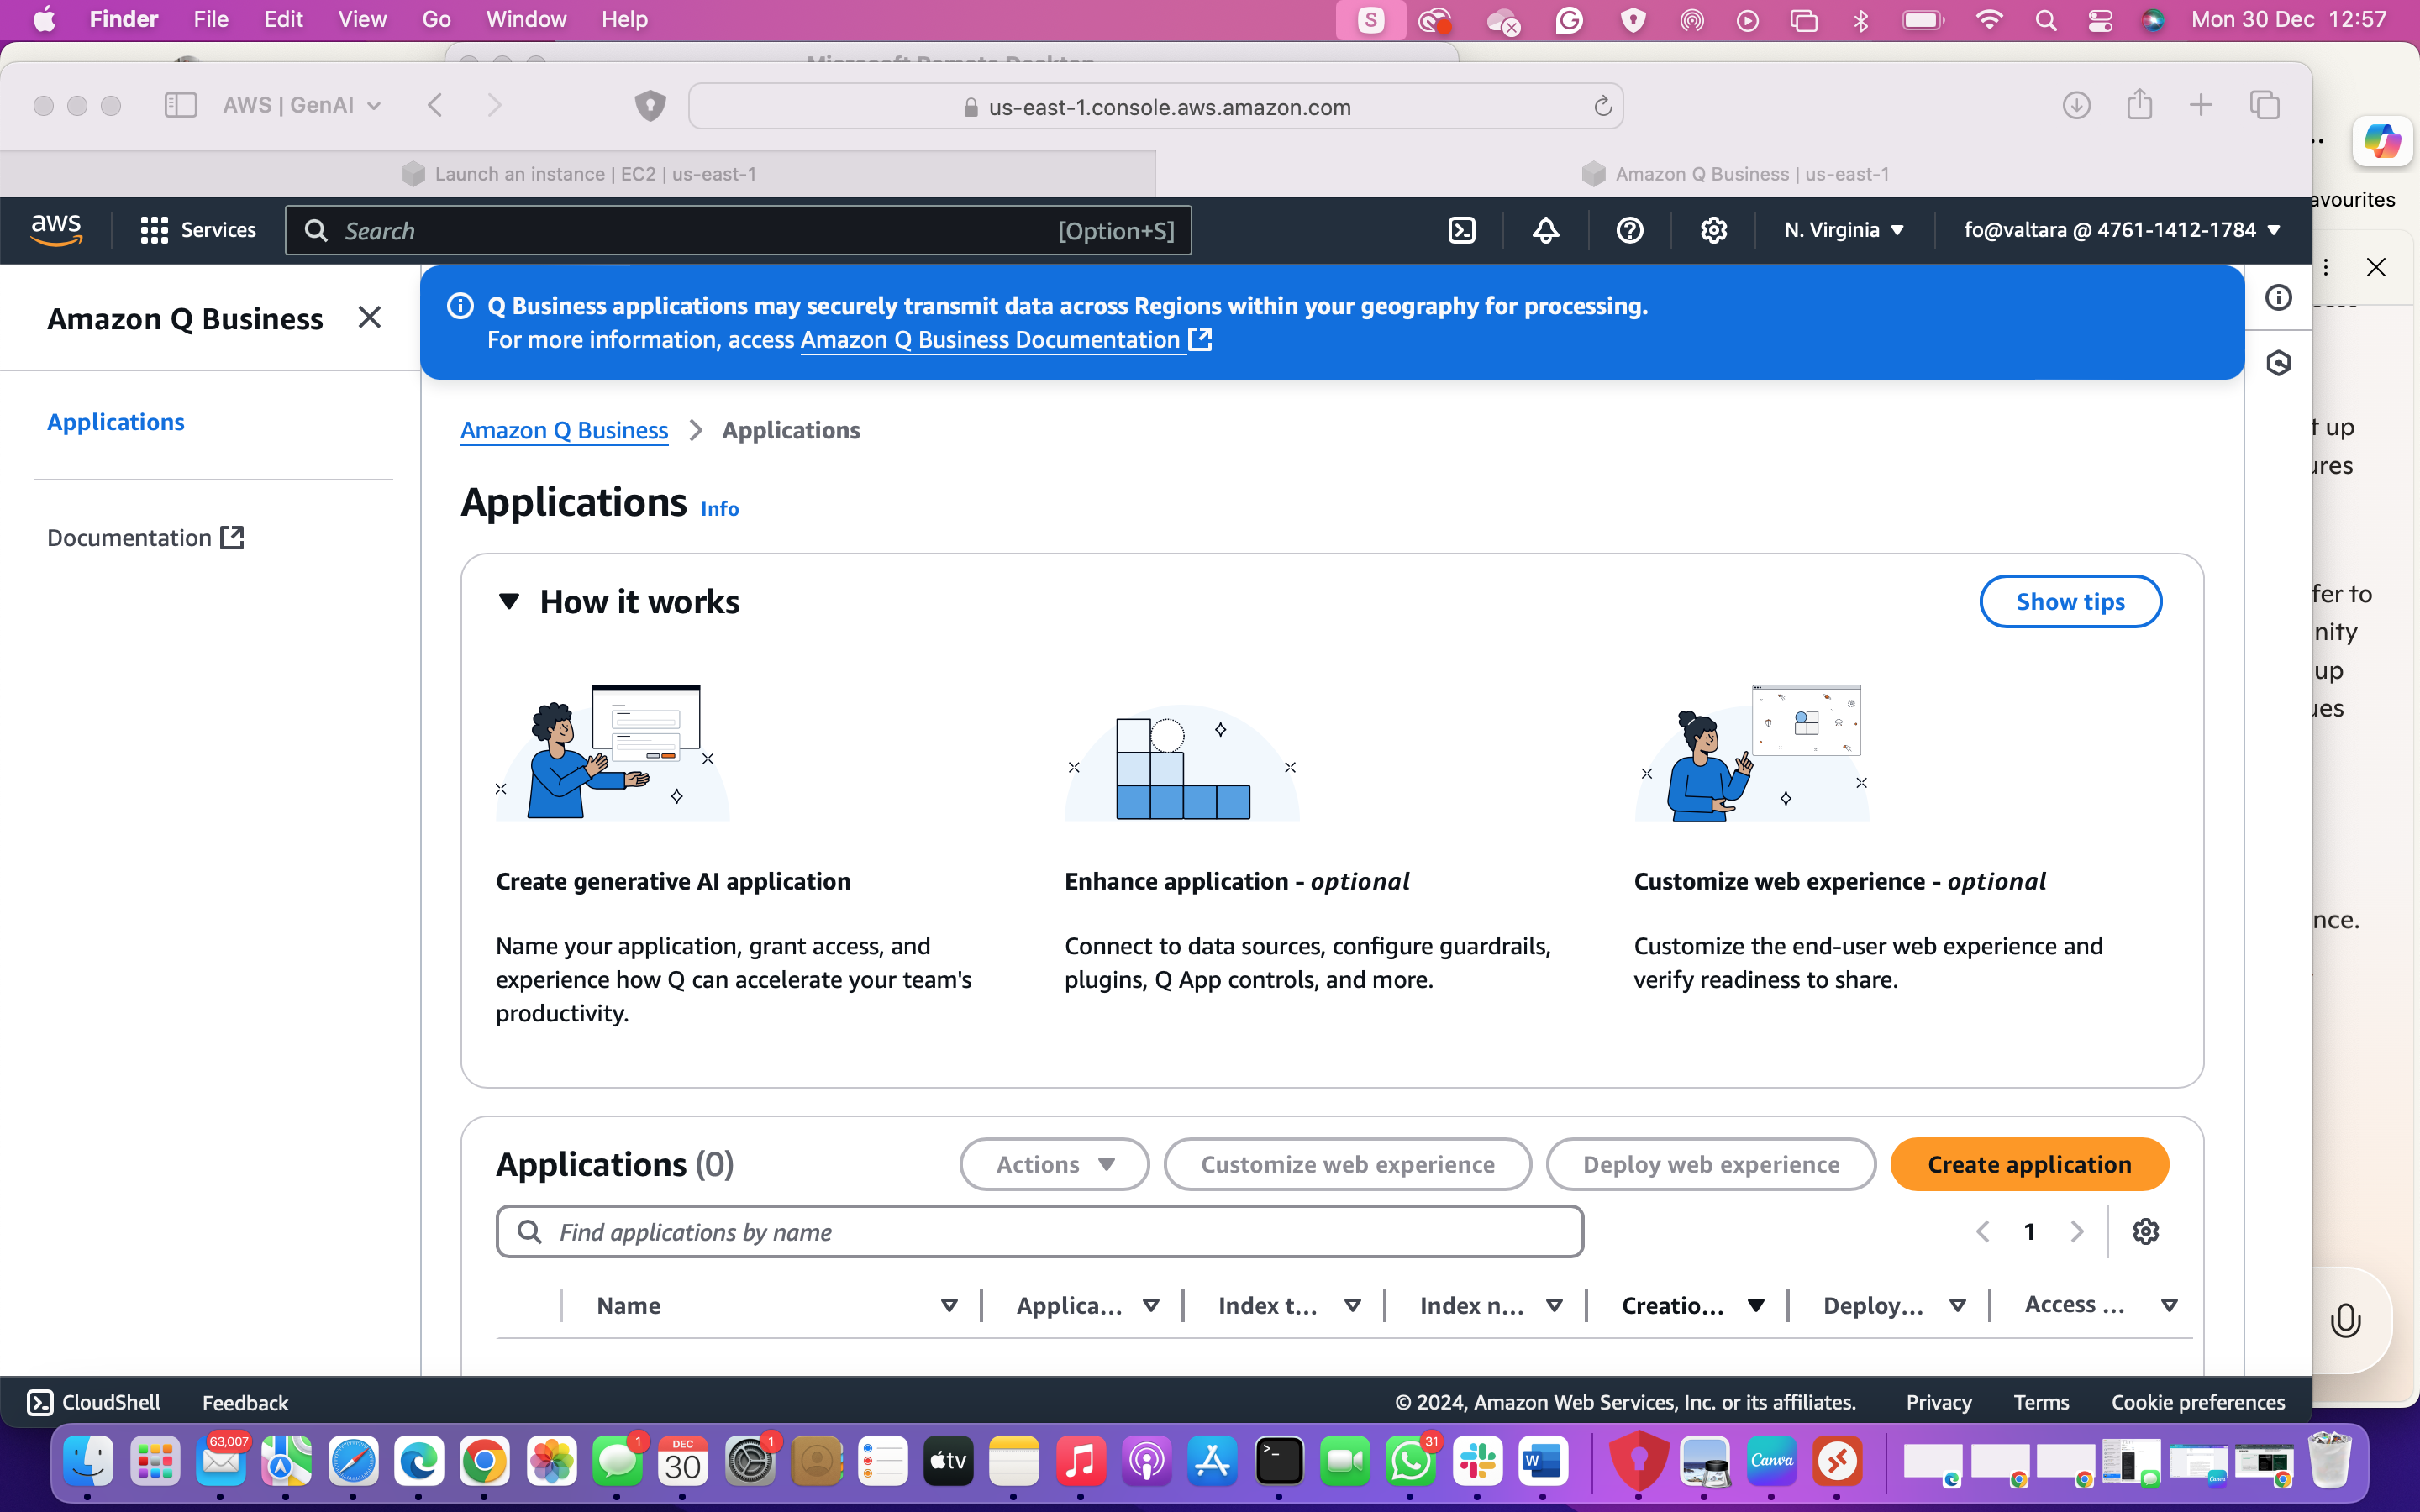 Finder File Edit View Go Window Help
S
Mon 30 Dec 12:57
Microsoft Remote Desktop
AWS | GenAI
us-east-1.console.aws.amazon.com
Launch an instance | EC2 | us-east-1
Amazon Q Business | us-east-1
avourites
aws
Services
Search
[Option+S]
N. Virginia
fo@valtara @ 4761-1412-1784
Amazon Q Business
Applications
Documentation
Q Business applications may securely transmit data across Regions within your geography for processing.
For more information, access Amazon Q Business Documentation
Amazon Q Business > Applications
Applications Info
How it works
Show tips
Create generative AI application
Name your application, grant access, and
experience how Q can accelerate your team's
productivity.
Enhance application - optional
Connect to data sources, configure guardrails,
plugins, Q App controls, and more.
Customize web experience - optional
Customize the end-user web experience and
verify readiness to share.
t up
ures
fer to
nity
up
ues
nce.
Applications (0)
Actions
Customize web experience
Deploy web experience
Create application
Find applications by name
1
Name
Applica...
Index t...
Index n...
Creatio...
Deploy...
Access ...
CloudShell
Feedback
© 2024, Amazon Web Services, Inc. or its affiliates.
Privacy
Terms
Cookie preferences
63,007
1
DEC
30
1
tv
31
W
Canva